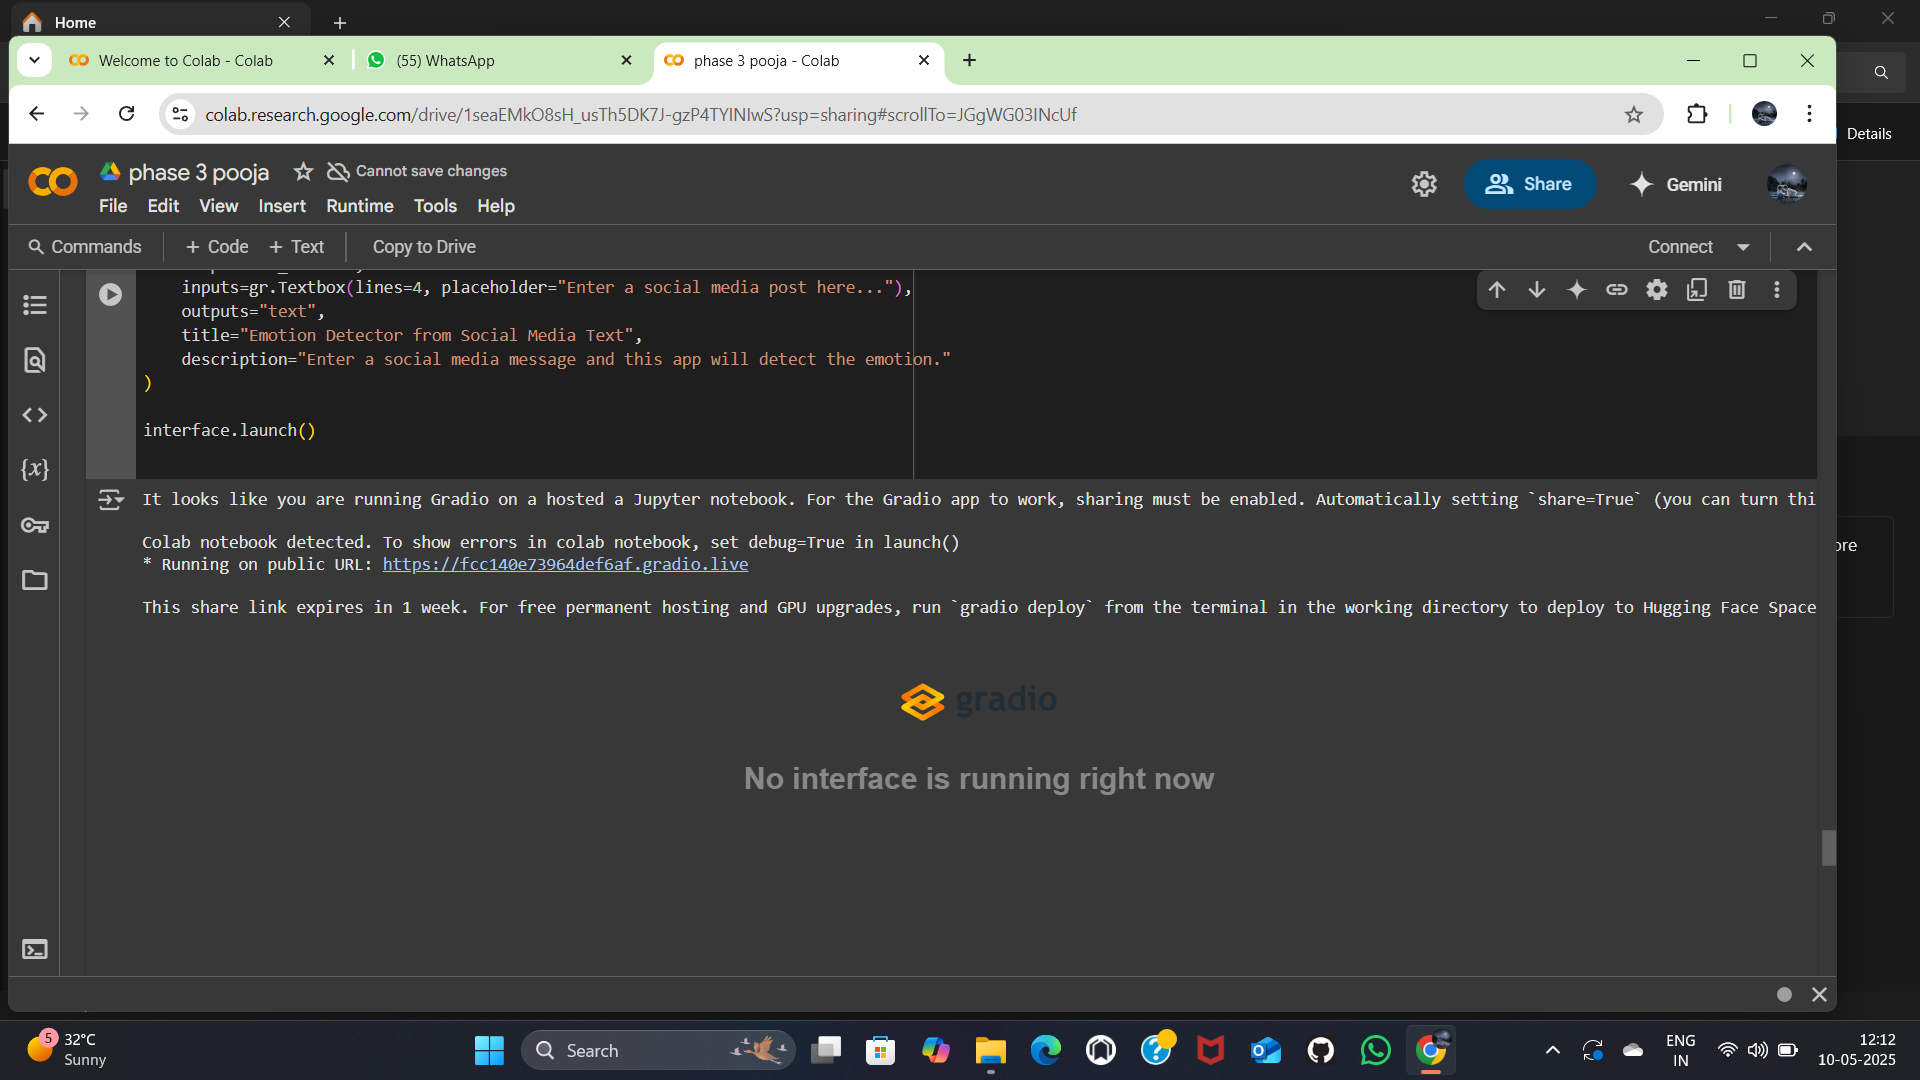 Home
Welcome to Colab - Colab
(55) WhatsApp
phase 3 pooja - Colab
colab.research.google.com/drive/1seaEMkO8sH_usTh5DK7J-gzP4TYINIwS?usp=sharing#scrollTo=JGgWG03INcUf
Details
phase 3 pooja
Cannot save changes
File Edit View Insert Runtime Tools Help
Share
Gemini
Commands
+ Code + Text
Copy to Drive
Connect
inputs=gr.Textbox(lines=4, placeholder="Enter a social media post here..."),
outputs="text",
title="Emotion Detector from Social Media Text",
description="Enter a social media message and this app will detect the emotion."
)
interface.launch()
It looks like you are running Gradio on a hosted a Jupyter notebook. For the Gradio app to work, sharing must be enabled. Automatically setting `share=True` (you can turn thi
Colab notebook detected. To show errors in colab notebook, set debug=True in launch()
* Running on public URL: https://fcc140e73964def6af.gradio.live
This share link expires in 1 week. For free permanent hosting and GPU upgrades, run `gradio deploy` from the terminal in the working directory to deploy to Hugging Face Space
gradio
No interface is running right now
5
32°C
Sunny
Search
ENG
IN
12:12
10-05-2025